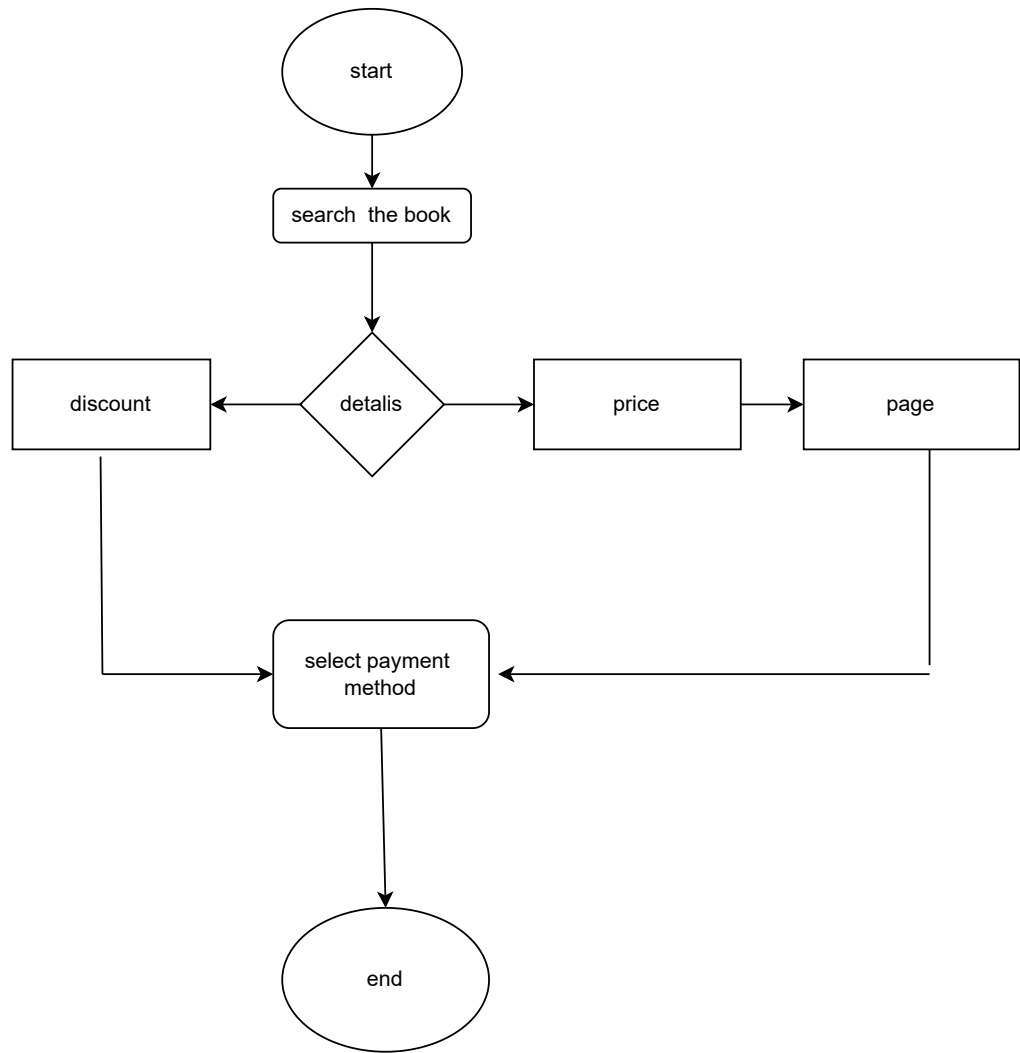 start
search  the book
discount
detalis
price
page
select payment
method
end